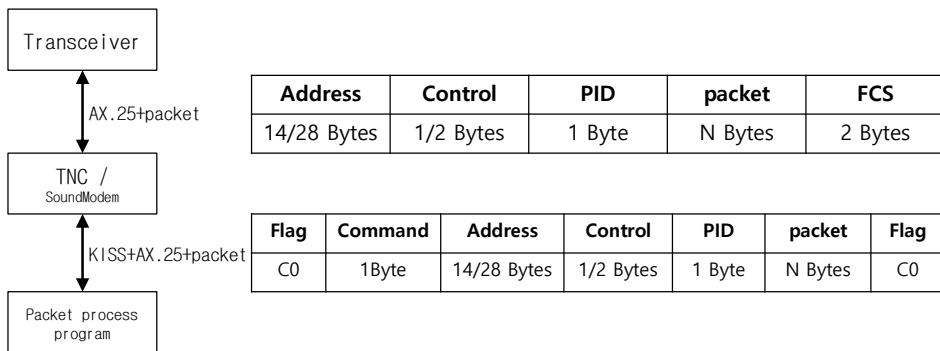 Transceiver
AX.25+packet
Address Control PID packet FCS
14/28 Bytes 1/2 Bytes 1 Byte N Bytes 2 Bytes
TNC /
SoundModem
KISS+AX.25+packet
Flag Command Address Control PID packet Flag
C0 1Byte 14/28 Bytes 1/2 Bytes 1 Byte N Bytes C0
Packet process
program